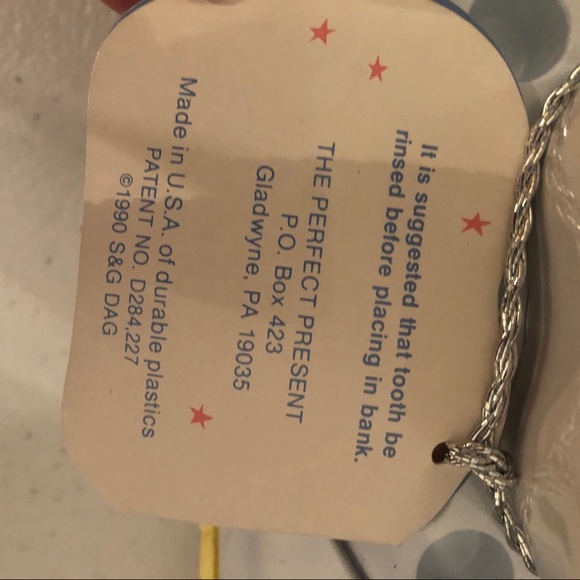 It is suggested that tooth be
rinsed before placing in bank.
THE PERFECT PRESENT
P.O. Box 423
Gladwyne, PA 19035
Made in U.S.A. of durable plastics
PATENT NO. D284,227
©1990 S&G DAG